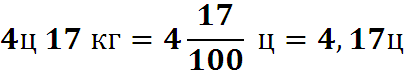 4ц 17 кг = 4 17/100 ц = 4, 17ц